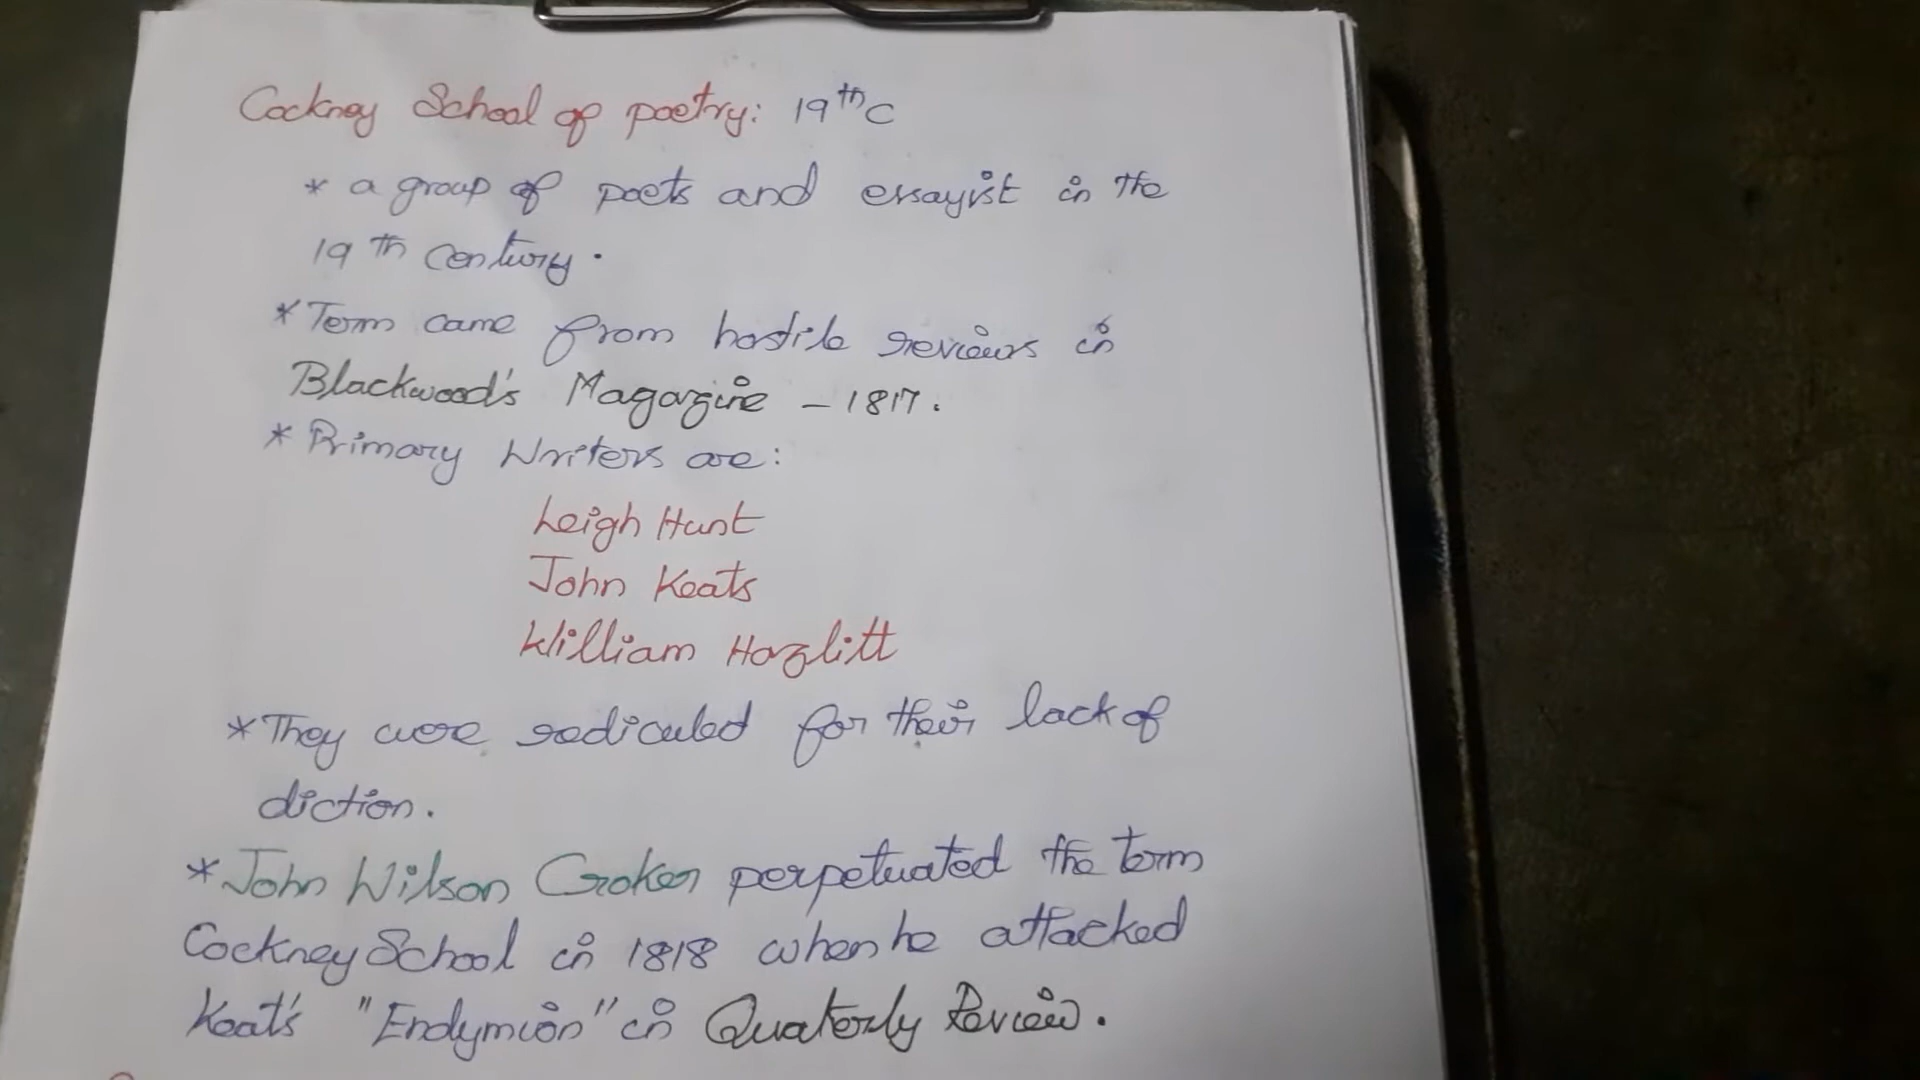 Cockney School of poetry: 19th C
* a group of poets and essayist in the
19th Century.
* Term came from hostile reviews in
Blackwood's Magazine - 1817.
* Primary Writers are:
Leigh Hunt
John Keats
William Hazlitt
* They were rediculed for their lack of
diction.
* John Wilson Croker perpetuated the term
Cockney School in 1818 when he attacked
Keat's "Endymion" in Quaterly Review.